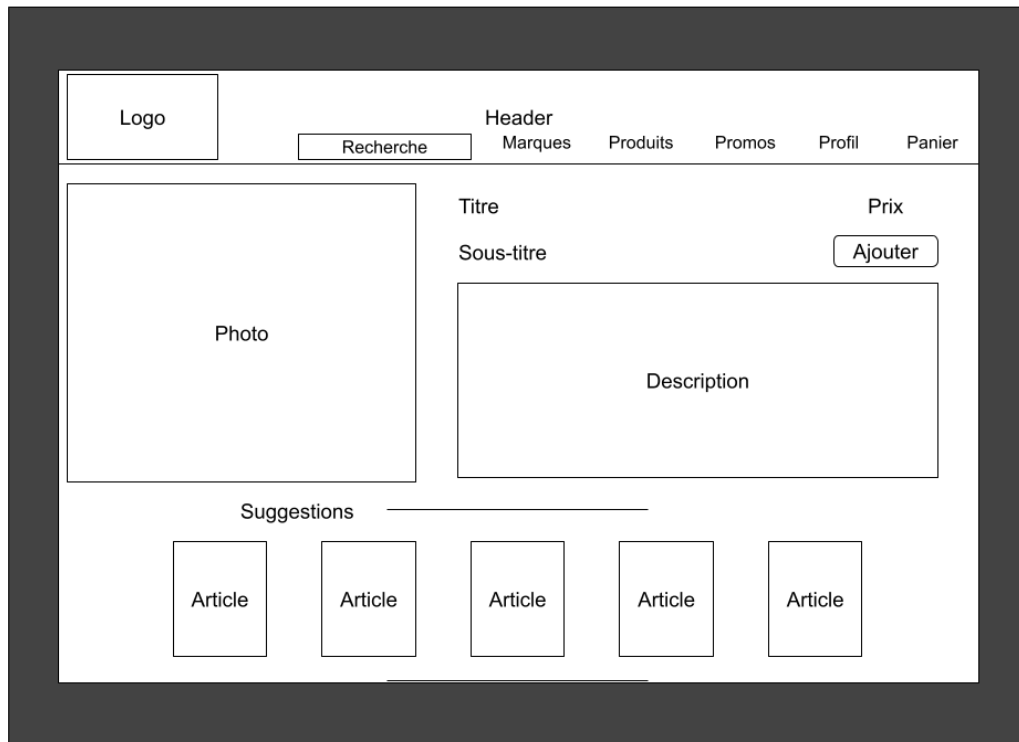 Logo
Header
Recherche
Marques
Produits
Promos
Profil
Panier
Photo
Titre
Prix
Sous-titre
Ajouter
Description
Suggestions
Article
Article
Article
Article
Article